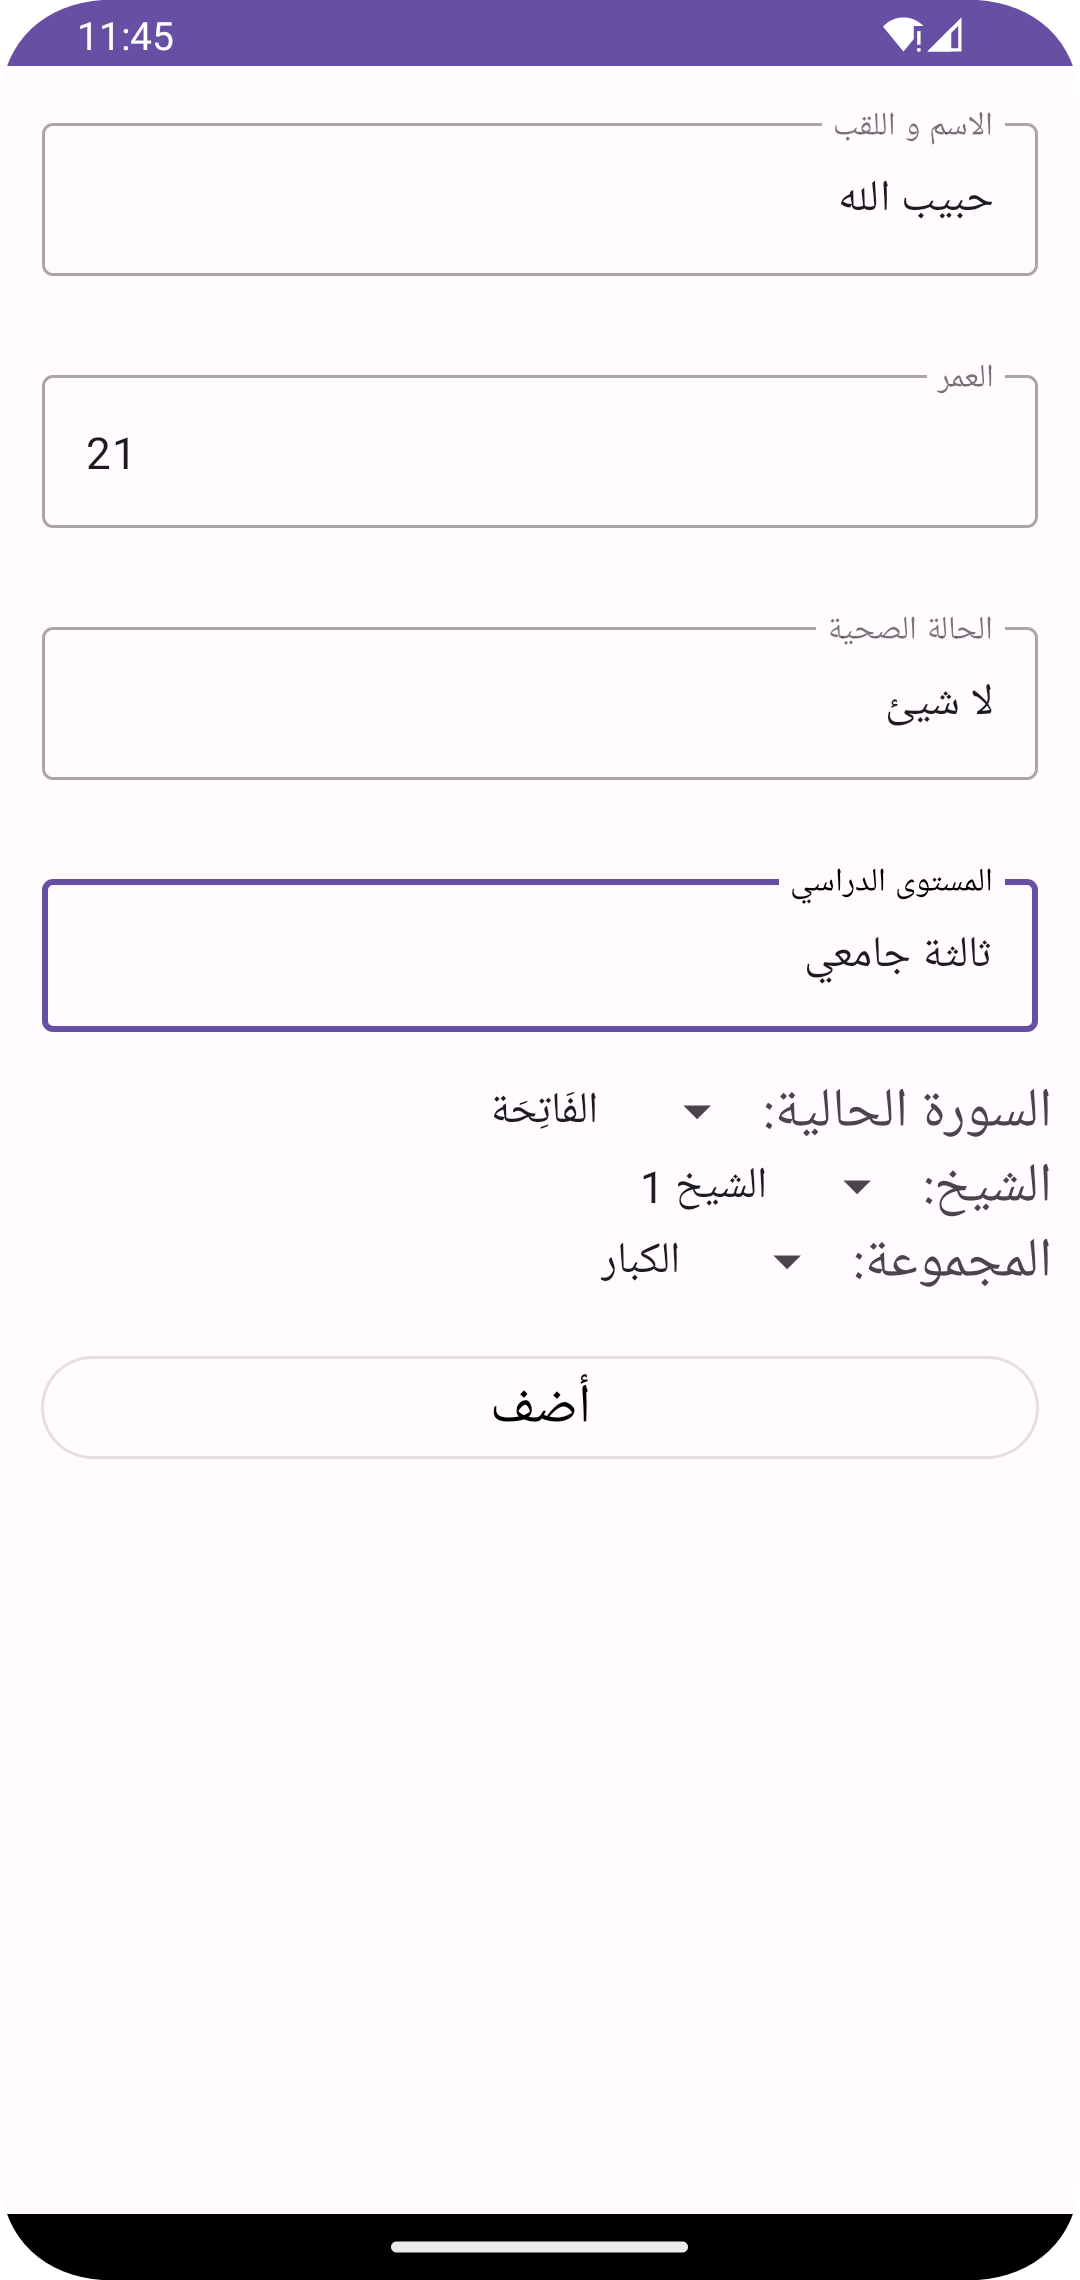 11:45
الاسم و اللقب
حبيب الله
العمر
21
الحالة الصحية
لا شيئ
المستوى الدراسي
ثالثة جامعي
السورة الحالية: الفَاتِحَة
الشيخ: الشيخ 1
المجموعة: الكبار
أضف